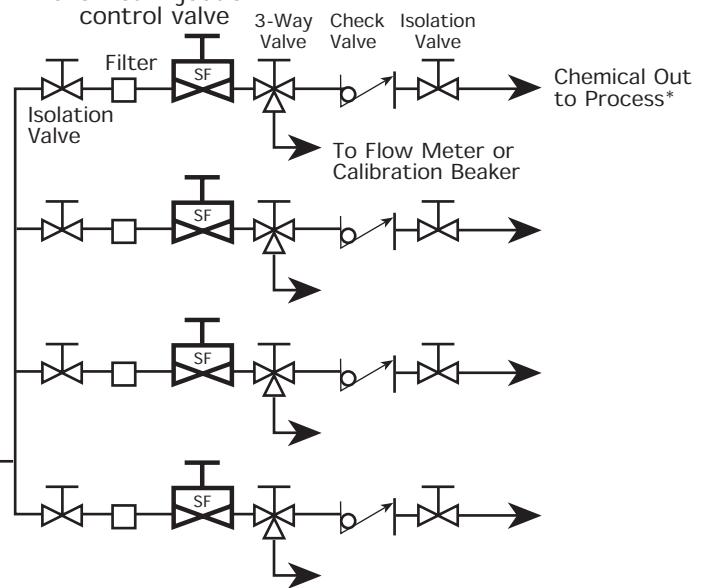 control valve
3-Way
Valve
Check
Valve
Isolation
Valve
Filter
SF
Isolation
Valve
Chemical Out
to Process*
To Flow Meter or
Calibration Beaker
SF
SF
SF